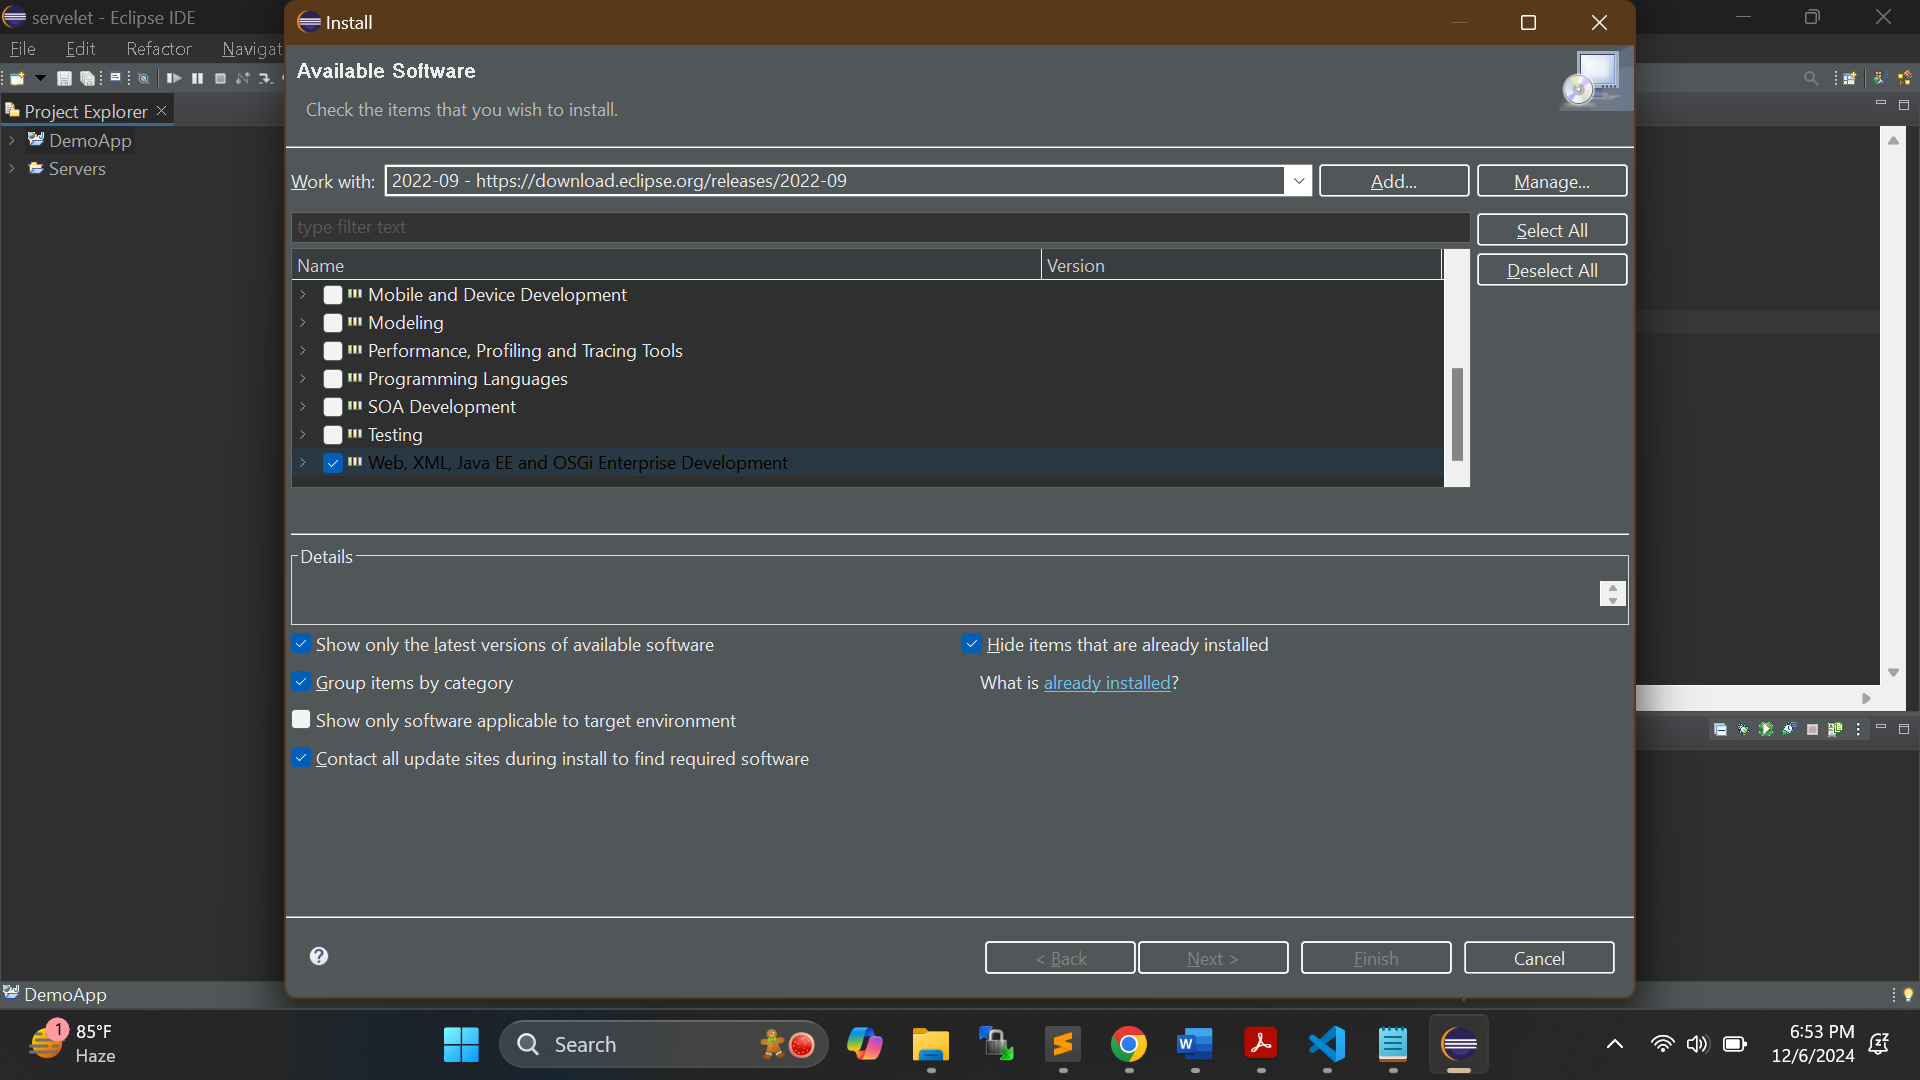 servelet - Eclipse IDE
File Edit Refactor Navigat
Project Explorer
DemoApp
Servers
Install
Available Software
Check the items that you wish to install.
Work with: 2022-09 - https://download.eclipse.org/releases/2022-09 Add... Manage...
type filter text
Select All
Deselect All
Name Version
Mobile and Device Development
Modeling
Performance, Profiling and Tracing Tools
Programming Languages
SOA Development
Testing
Web, XML, Java EE and OSGi Enterprise Development
Details
Show only the latest versions of available software Hide items that are already installed
Group items by category What is already installed?
Show only software applicable to target environment
Contact all update sites during install to find required software
? < Back Next > Finish Cancel
DemoApp
1 85°F
Haze
Search
6:53 PM
12/6/2024